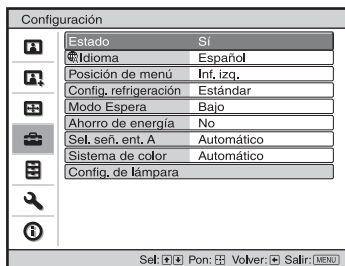 Configuración
Estado Sí
Idioma Español
Posición de menú Inf. izq.
Config. refrigeración Estándar
Modo Espera Bajo
Ahorro de energía No
Sel. señ. ent. A Automático
Sistema de color Automático
Config. de lámpara
Sel: Pon: Volver: Salir: MENU